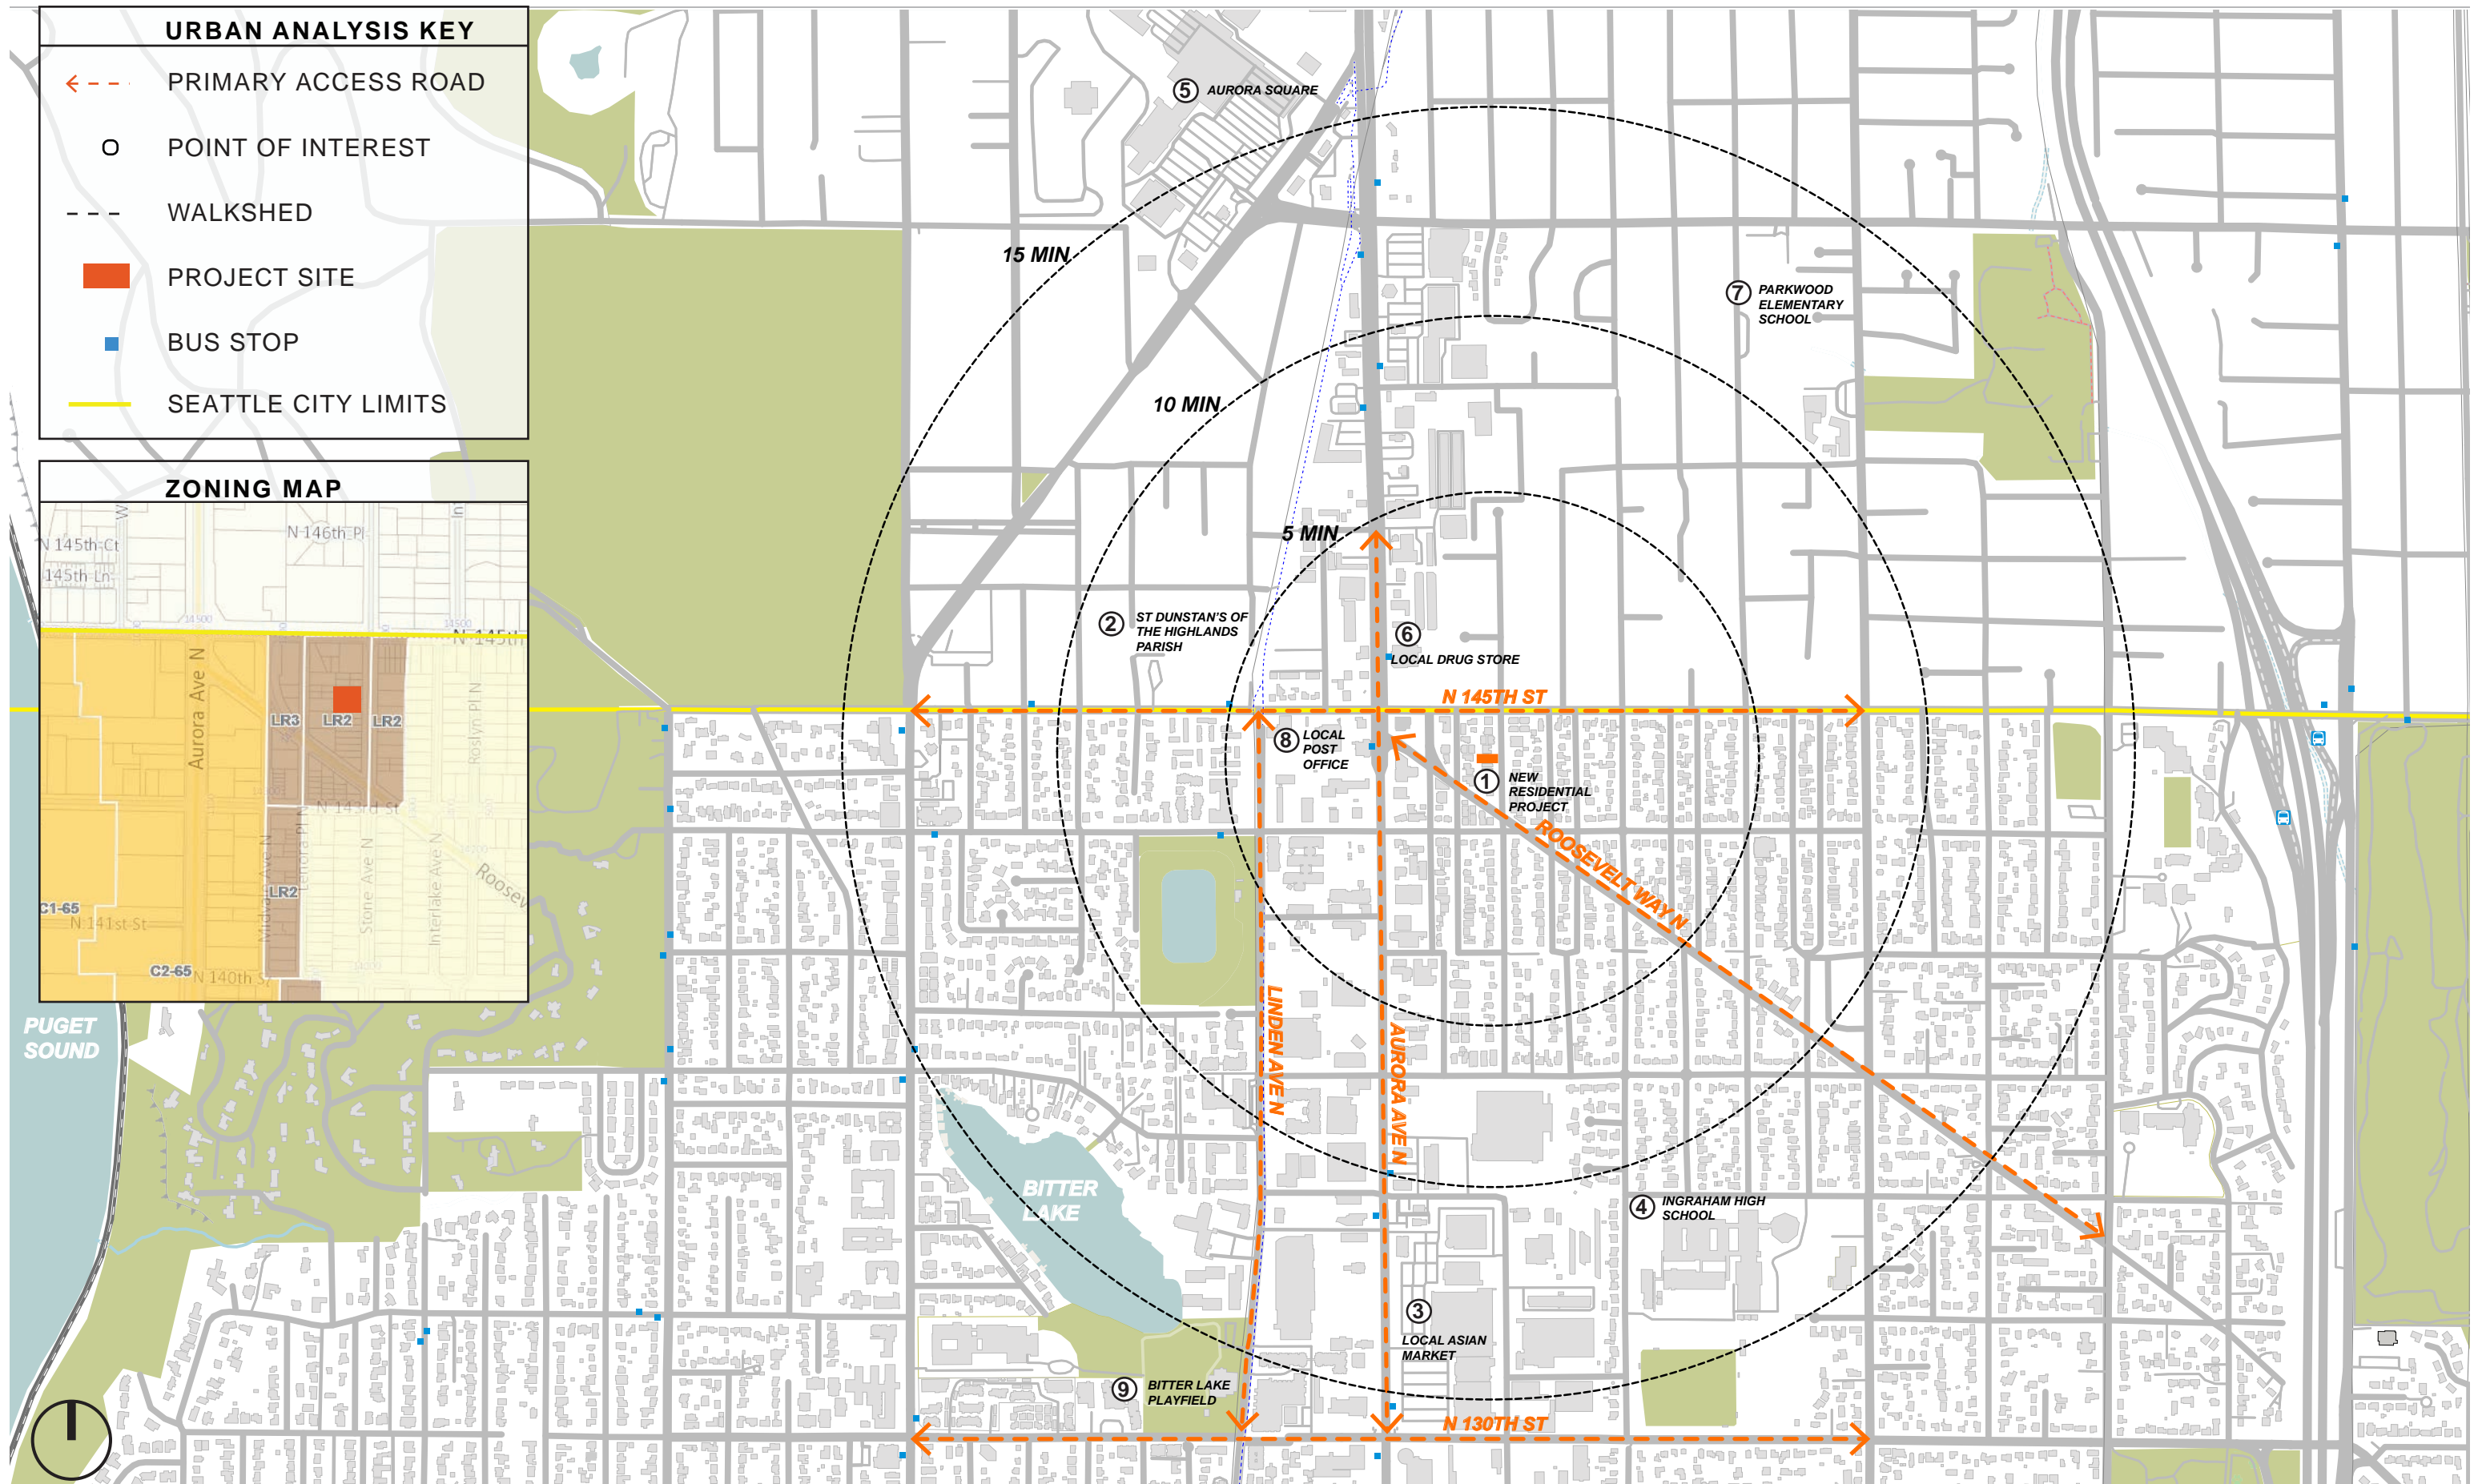 URBAN ANALYSIS KEY
PRIMARY ACCESS ROAD
POINT OF INTEREST
WALKSHED
PROJECT SITE
BUS STOP
SEATTLE CITY LIMITS
ZONING MAP
W
N 145th Ct
145th Ln
N 146th Pl
In
14500
14500
N 145th
Aurora Ave N
LR3
LR2
LR2
Roslyn Pl N
N 143rd St
Lenora Pl N
Midvale Ave N
LR2
Stone Ave N
Interlake Ave N
Roosev
C1-65
N 141st St
C2-65
N 140th St
PUGET
SOUND
15 MIN
10 MIN
5 MIN
5 AURORA SQUARE
7 PARKWOOD
ELEMENTARY
SCHOOL
2 ST DUNSTAN'S OF
THE HIGHLANDS
PARISH
6
LOCAL DRUG STORE
N 145TH ST
8 LOCAL
POST
OFFICE
1 NEW
RESIDENTIAL
PROJECT
ROOSEVELT WAY N
LINDEN AVE N
AURORA AVE N
BITTER
LAKE
4 INGRAHAM HIGH
SCHOOL
3
LOCAL ASIAN
MARKET
9 BITTER LAKE
PLAYFIELD
N 130TH ST